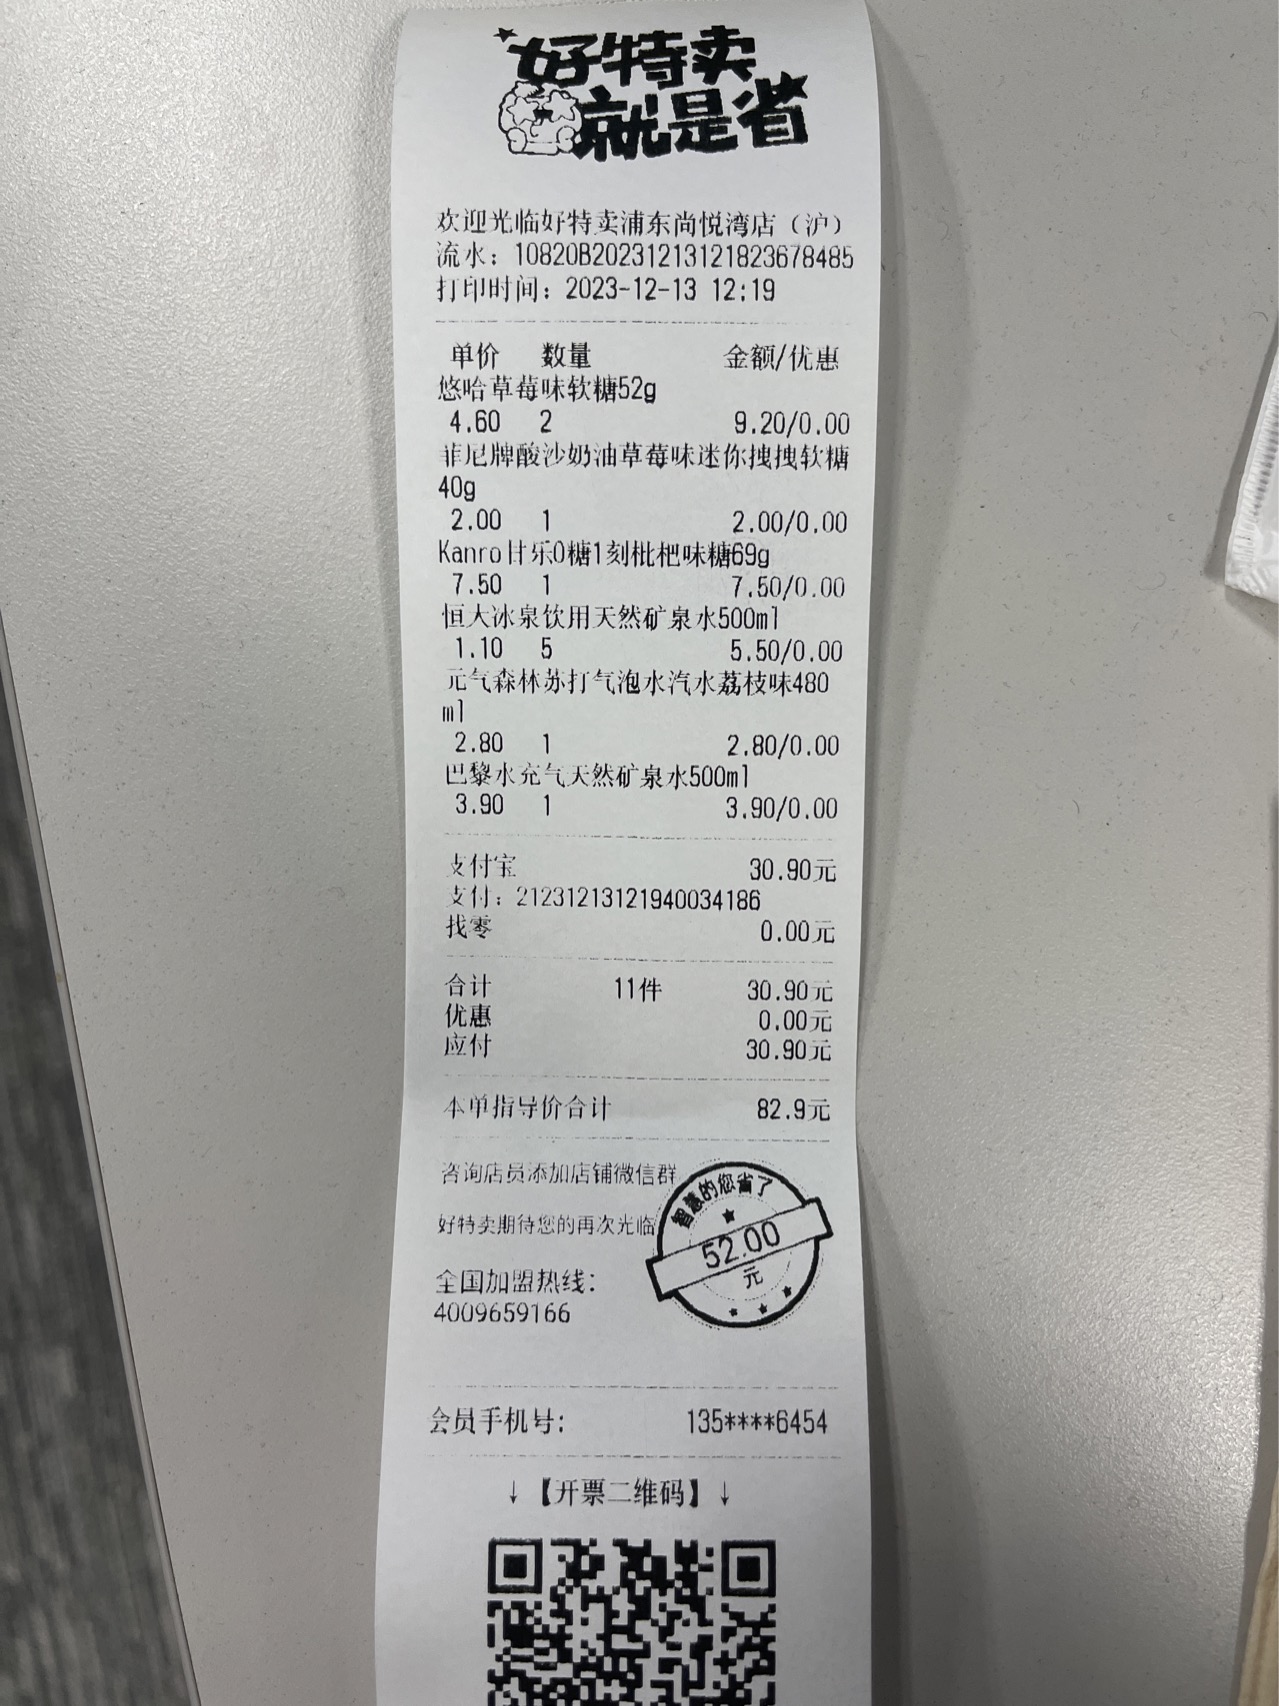 好特卖
就是省
欢迎光临好特卖浦东尚悦湾店（沪）
流水：10820B202312131218236​78485
打印时间：2023-12-13 12:19
单价 数量 金额/优惠
悠哈草莓味软糖52g
4.60 2 9.20/0.00
菲尼牌酸沙奶油草莓味迷你拽拽软糖
40g
2.00 1 2.00/0.00
Kanro甘乐0糖1刻枇杷味糖69g
7.50 1 7.50/0.00
恒大冰泉饮用天然矿泉水500ml
1.10 5 5.50/0.00
元气森林苏打气泡水汽水荔枝味480
ml
2.80 1 2.80/0.00
巴黎水充气天然矿泉水500ml
3.90 1 3.90/0.00
支付宝 30.90元
支付：21231213121940034186
找零 0.00元
合计 11件 30.90元
优惠 0.00元
应付 30.90元
本单指导价合计 82.9元
咨询店员添加店铺微信群
好特卖期待您的再次光临
智慧的您省了
52.00
元
全国加盟热线：
4009659166
会员手机号： 135****6454
↓【开票二维码】↓